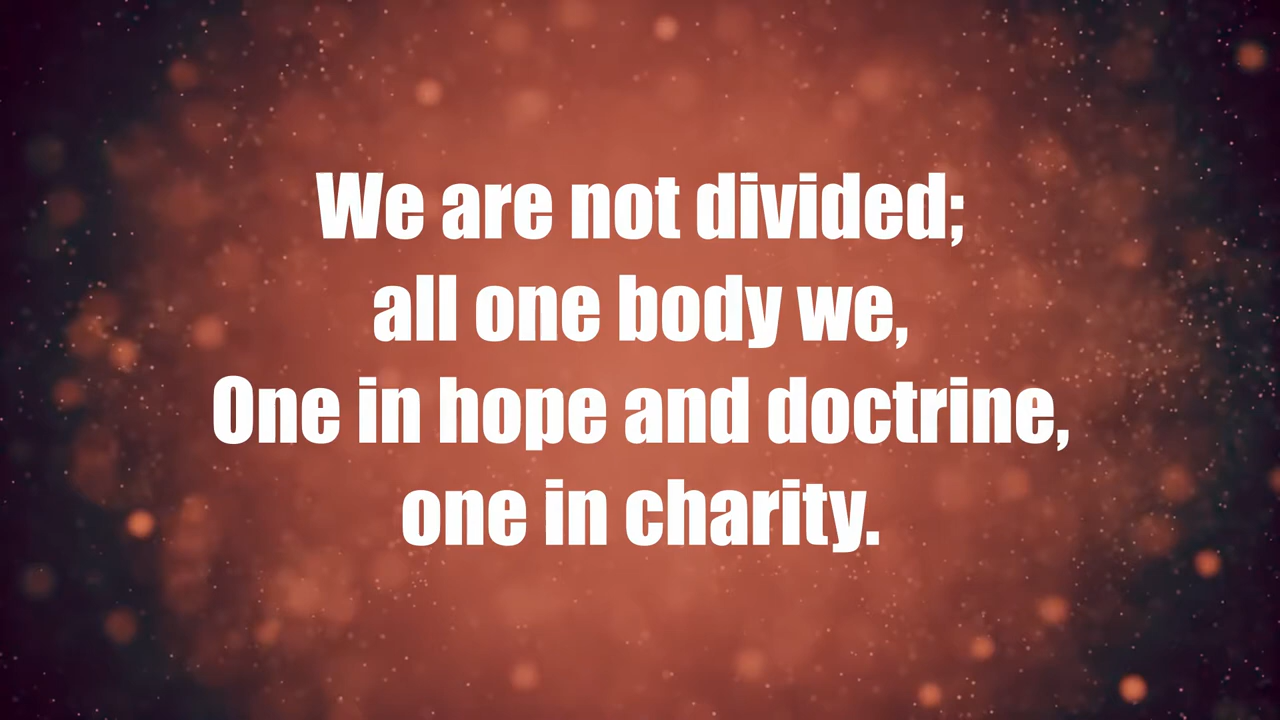 We are not divided;
all one body we,
One in hope and doctrine,
one in charity.